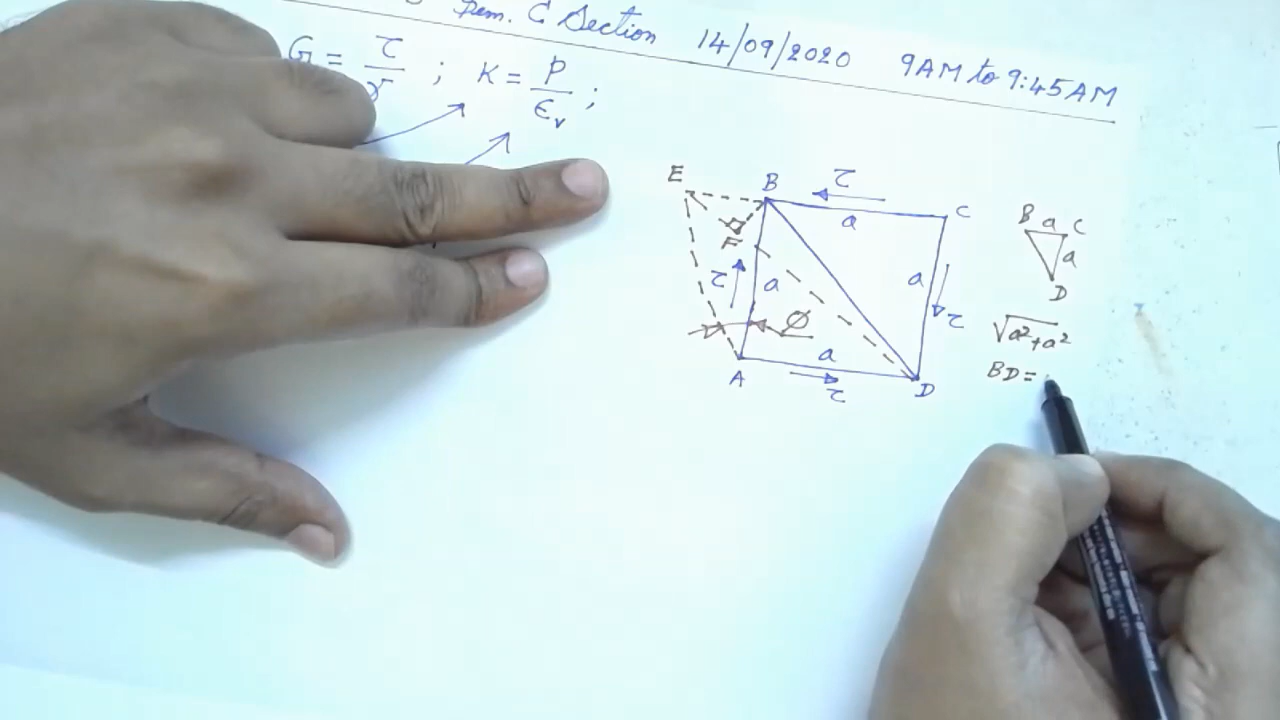 Sem. C Section 14/09/2020 9AM to 9:45AM
G = τ / γ ; K = P / ϵv ;
E B τ C
a
F
τ a a τ
ϕ
a
A τ D
B a C
a
D
√a²+a²
BD =